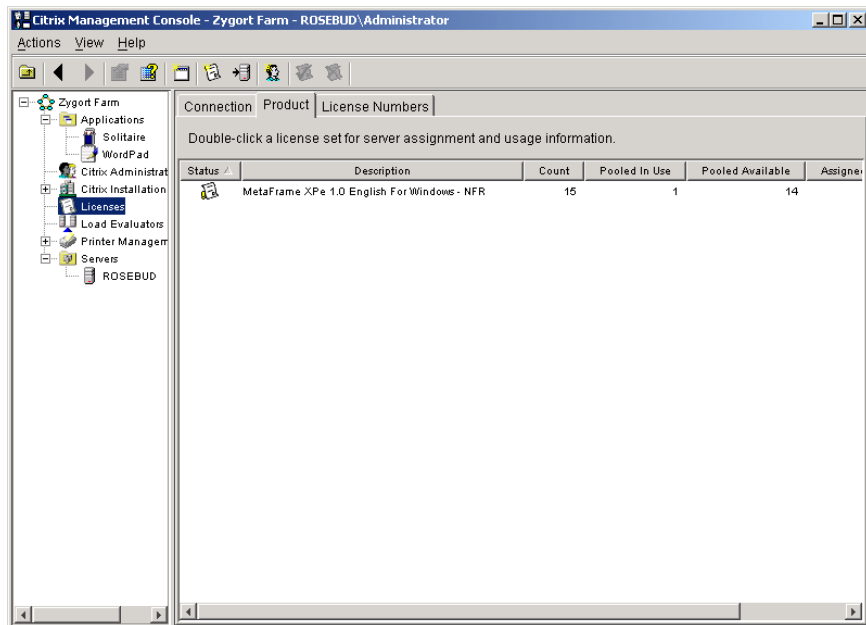 Citrix Management Console - Zygort Farm - ROSEBUD\Administrator
Actions View Help
Zygort Farm
Applications
Solitaire
WordPad
Citrix Administrat
Citrix Installation
Licenses
Load Evaluators
Printer Managem
Servers
ROSEBUD
Connection Product License Numbers
Double-click a license set for server assignment and usage information.
Status Description Count Pooled In Use Pooled Available Assigne
MetaFrame XPe 1.0 English For Windows - NFR 15 1 14